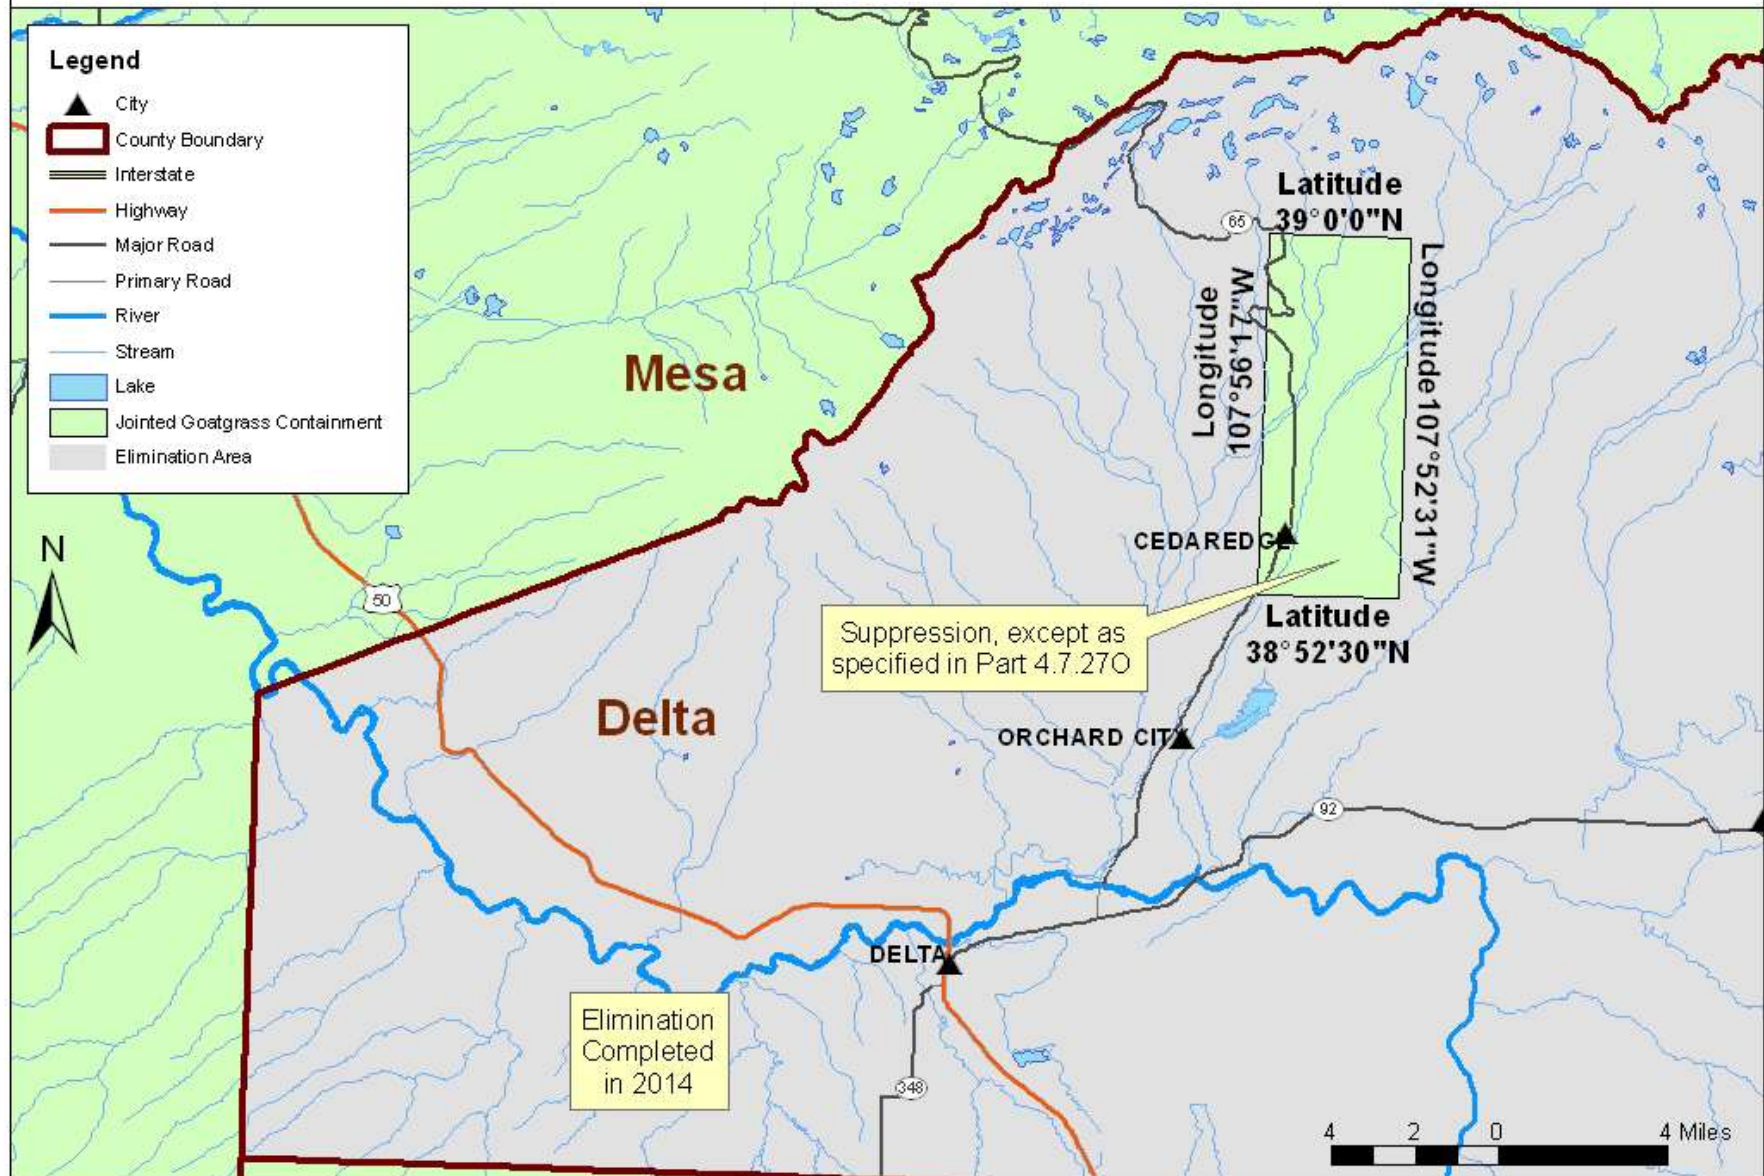 Legend
City
County Boundary
Interstate
Highway
Major Road
Primary Road
River
Stream
Lake
Jointed Goatgrass Containment
Elimination Area
N
50
65
Latitude
39°0'0"N
Longitude
107°56'17"W
Longitude107°52'31"W
Mesa
CEDAREDGE
Latitude
38°52'30"N
Suppression, except as
specified in Part 4.7.27O
Delta
ORCHARD CITY
92
DELTA
Elimination
Completed
in 2014
348
4 2 0 4 Miles